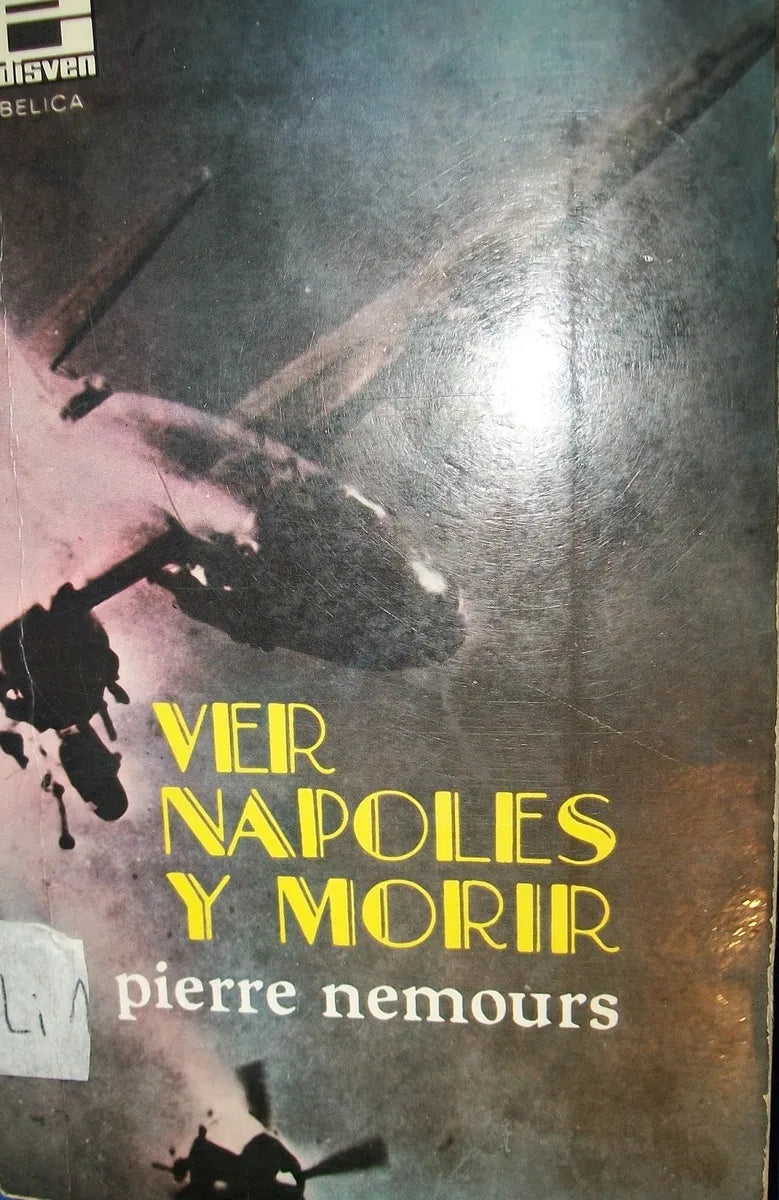 disven
BELICA
VER
NAPOLES
Y MORIR
pierre nemours